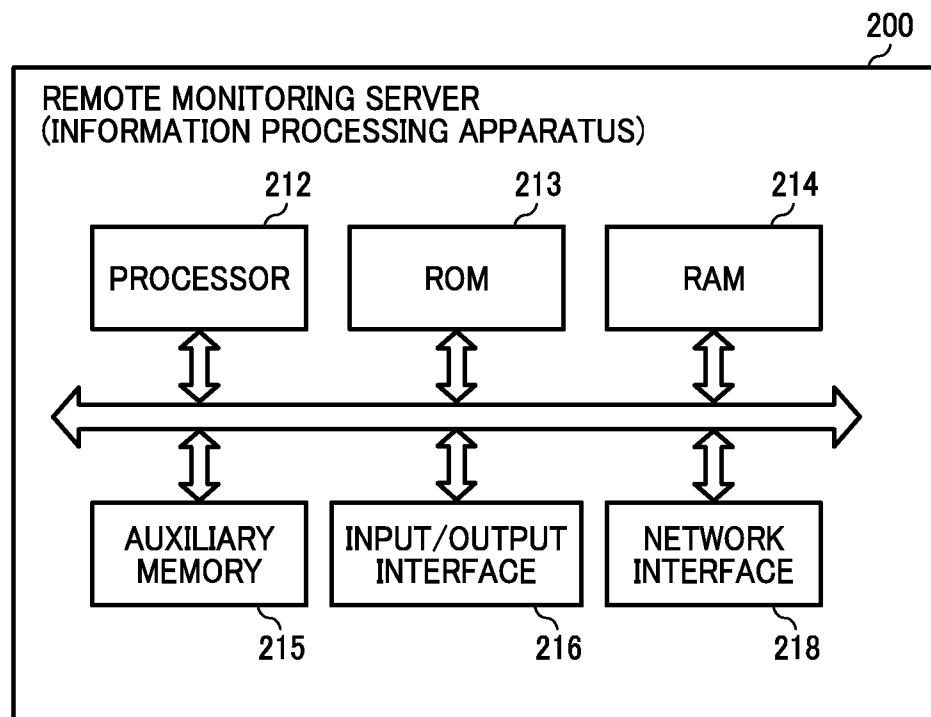 200
REMOTE MONITORING SERVER
(INFORMATION PROCESSING APPARATUS)
212
213
214
PROCESSOR
ROM
RAM
AUXILIARY
MEMORY
INPUT/OUTPUT
INTERFACE
NETWORK
INTERFACE
215
216
218